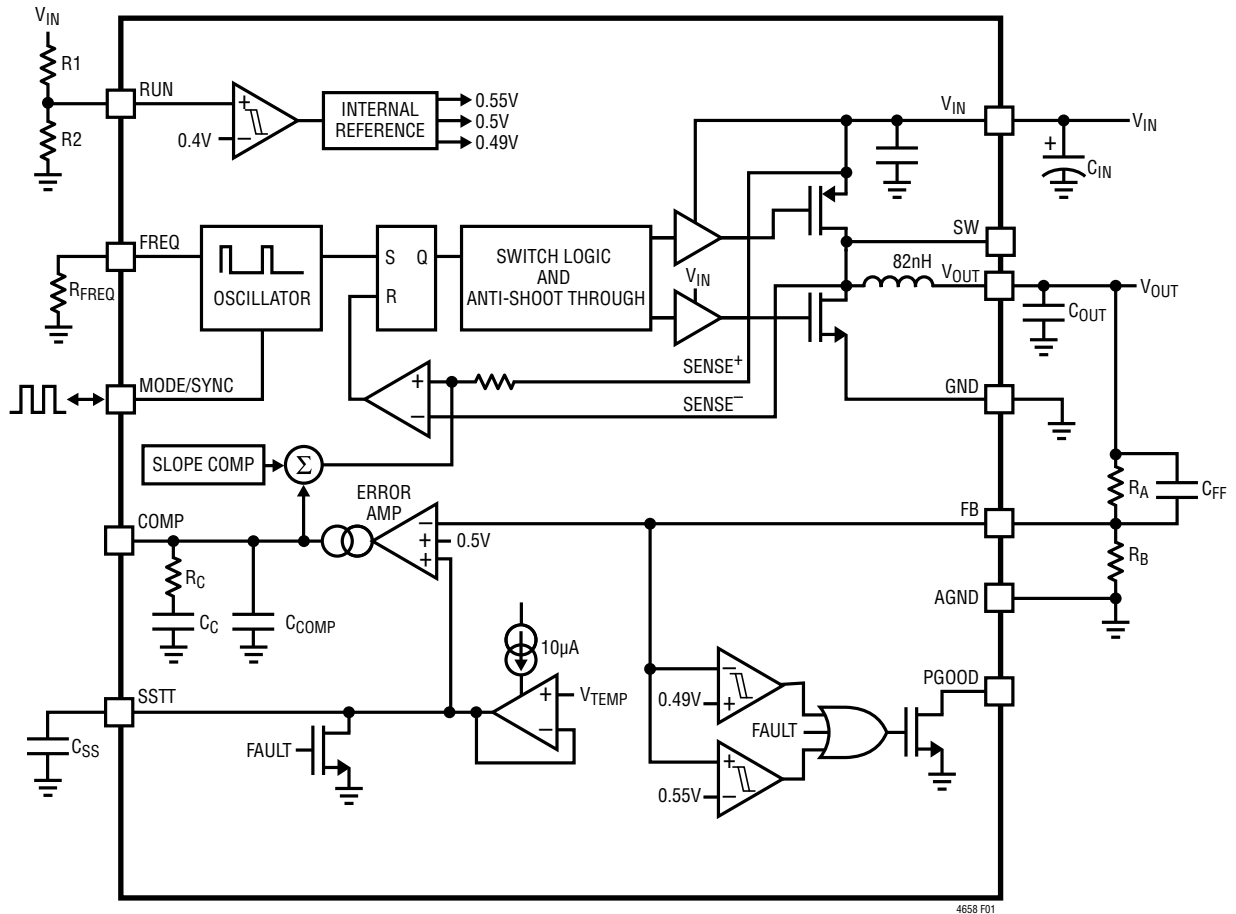 VIN
R1
R2
RUN
0.4V
+
−
INTERNAL
REFERENCE
0.55V
0.5V
0.49V
VIN
VIN
+
CIN
FREQ
RFREQ
OSCILLATOR
S
Q
R
SWITCH LOGIC
AND
ANTI-SHOOT THROUGH
VIN
SW
82nH
VOUT
VOUT
COUT
MODE/SYNC
+
−
SENSE+
SENSE−
GND
SLOPE COMP
Σ
RA
CFF
COMP
ERROR
AMP
−
+
+
0.5V
FB
RB
RC
CC
CCOMP
AGND
10µA
SSTT
+
−
VTEMP
CSS
FAULT
−
+
0.49V
FAULT
+
−
0.55V
PGOOD
4658 F01